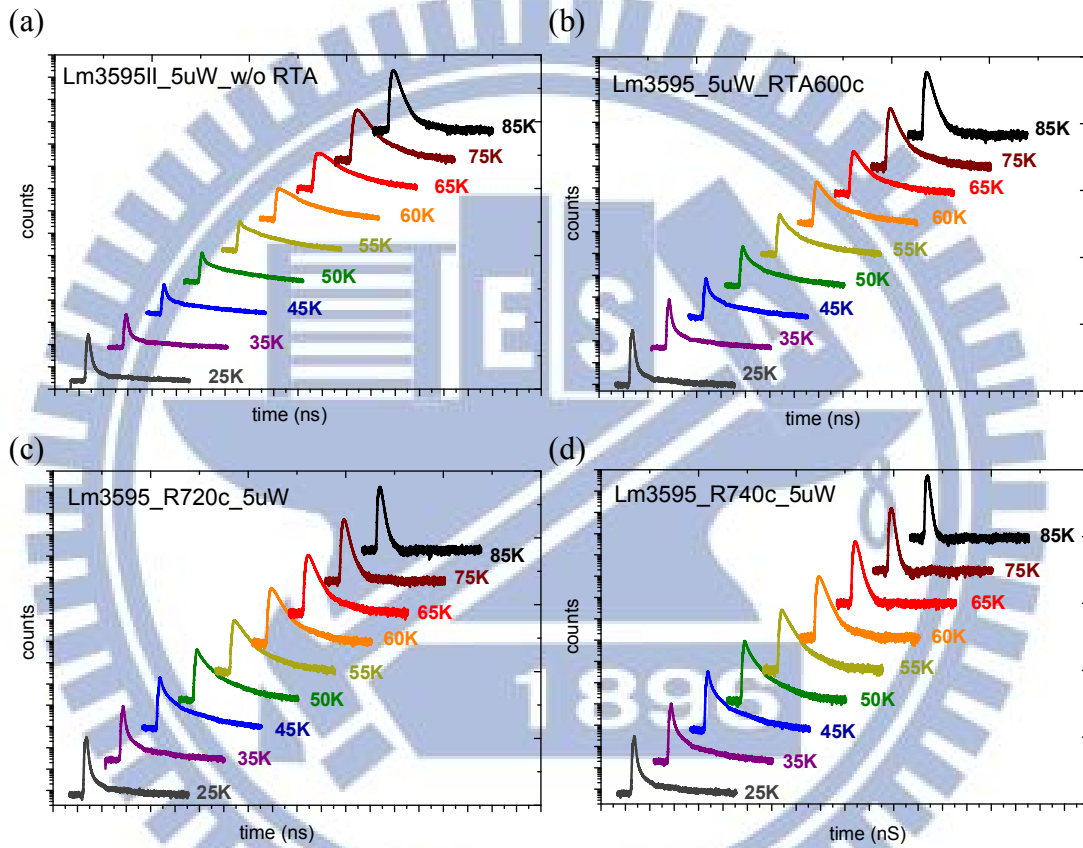 (a)
Lm3595II_5uW_w/o RTA
85K
75K
65K
60K
55K
50K
45K
35K
25K
counts
time (ns)
(b)
Lm3595_5uW_RTA600c
85K
75K
65K
60K
55K
50K
45K
35K
25K
counts
time (ns)
(c)
Lm3595_R720c_5uW
85K
75K
65K
60K
55K
50K
45K
35K
25K
counts
time (ns)
(d)
Lm3595_R740c_5uW
85K
75K
65K
60K
55K
50K
45K
35K
25K
counts
time (nS)
E S
1896